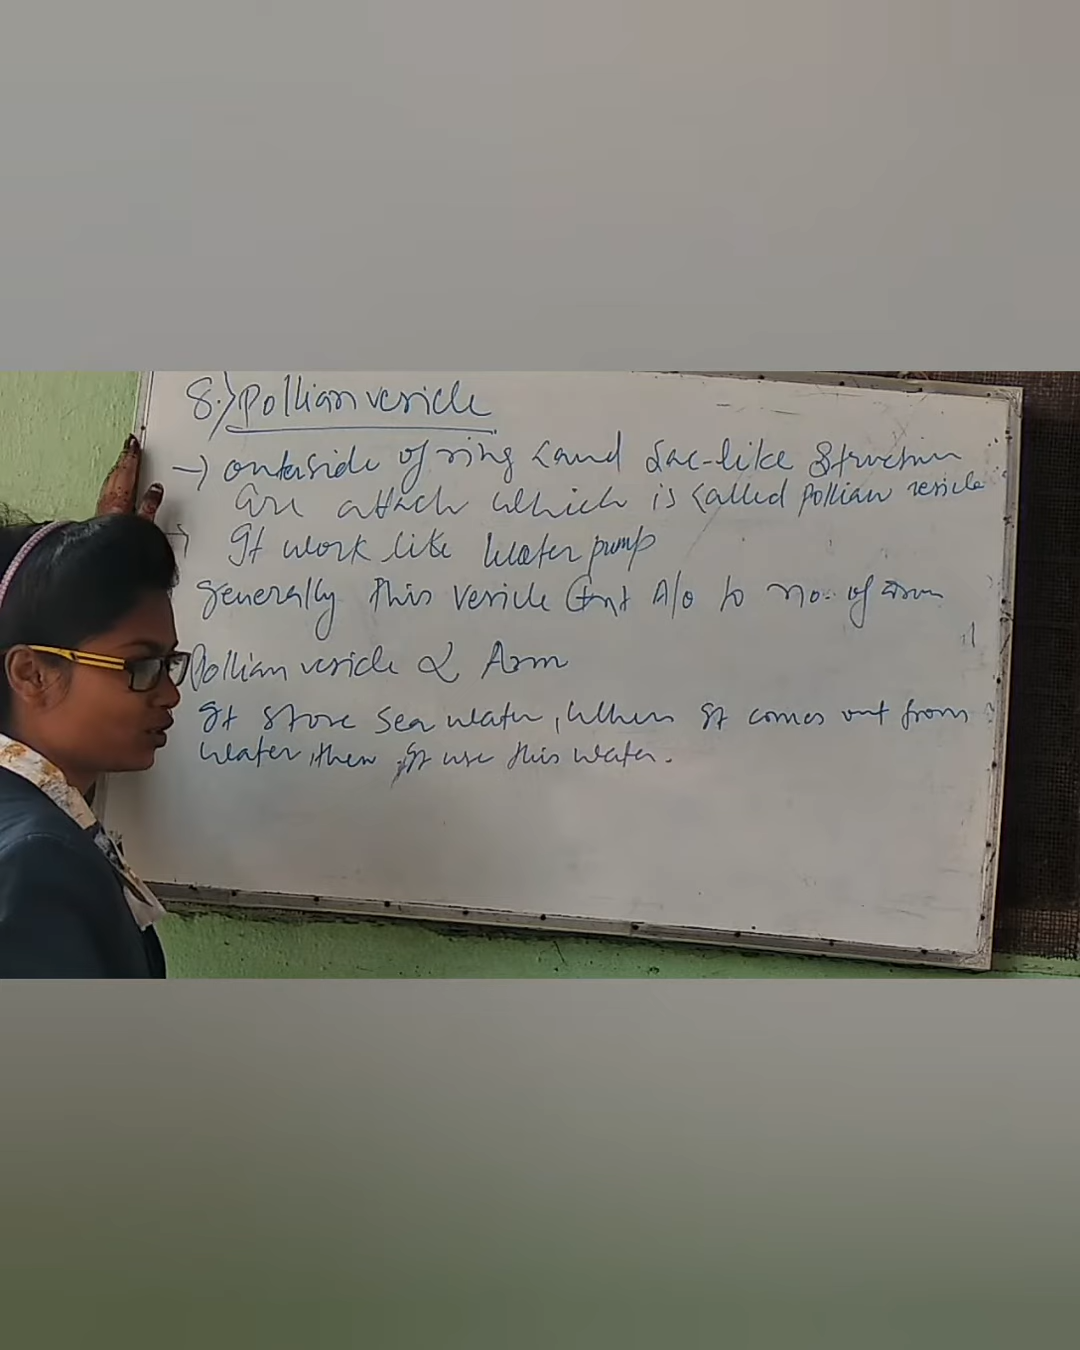 8.) Pollian vesicle
→ outerside of ring cand sac-like structure
are attach which is called pollian vesicle
→ It work like water pump
generally this vesicle A/o to no. of arm
Pollian vesicle α Arm
It store sea water, when it comes out from
water, then it use this water.